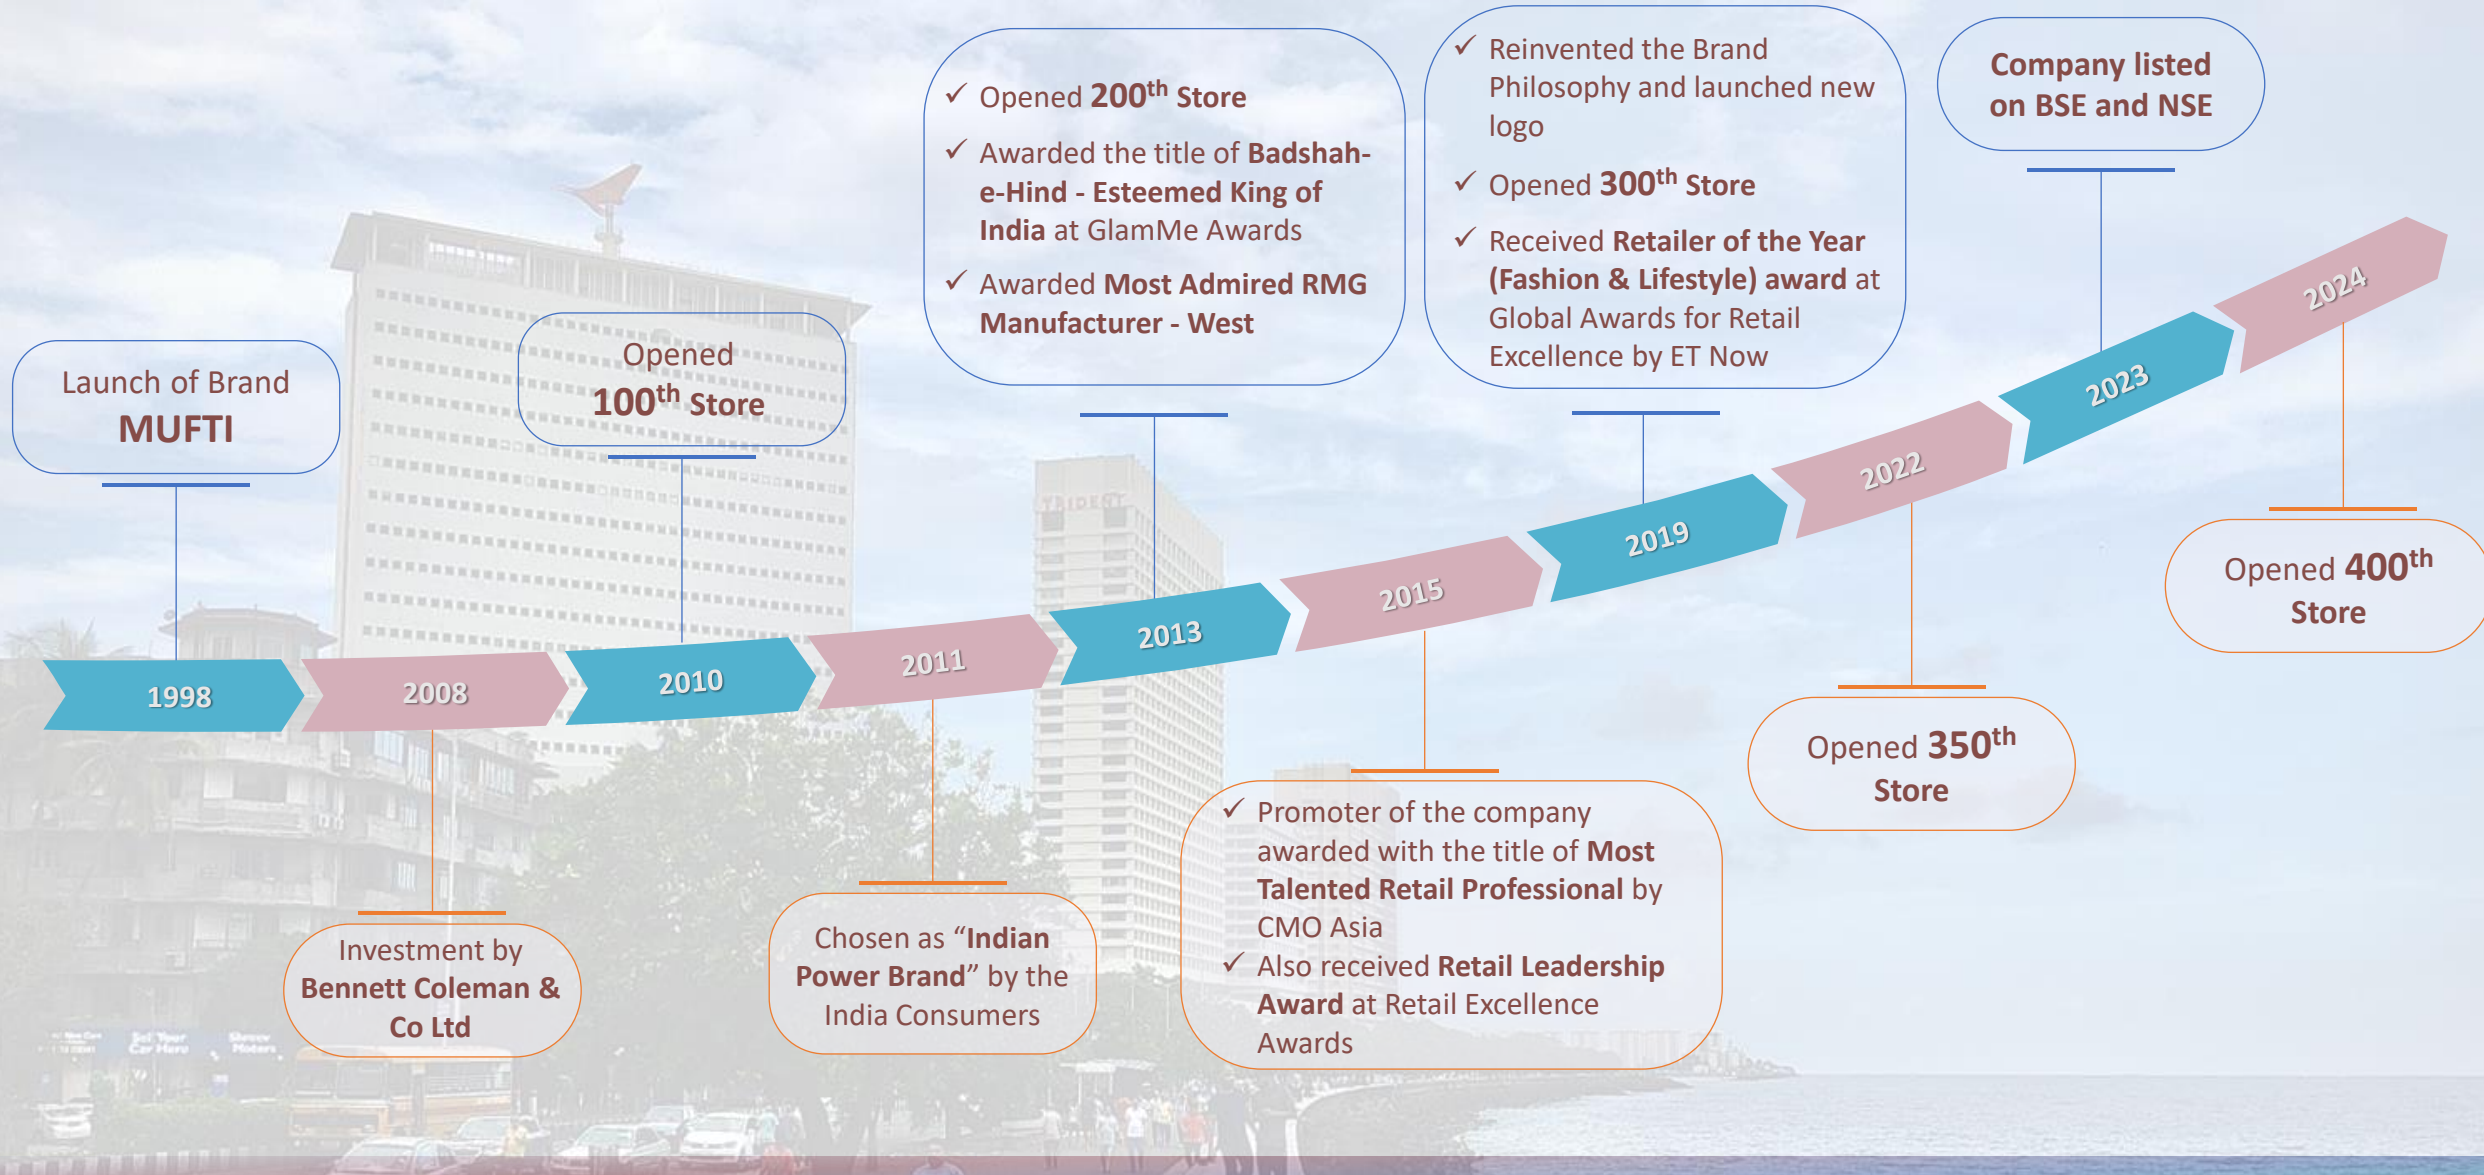 Launch of Brand
MUFTI
Opened
100th Store
✓ Opened 200th Store
✓ Awarded the title of Badshah-
e-Hind - Esteemed King of
India at GlamMe Awards
✓ Awarded Most Admired RMG
Manufacturer - West
✓ Reinvented the Brand
Philosophy and launched new
logo
✓ Opened 300th Store
✓ Received Retailer of the Year
(Fashion & Lifestyle) award at
Global Awards for Retail
Excellence by ET Now
Company listed
on BSE and NSE
1998
2008
2010
2011
2013
2015
2019
2022
2023
2024
Investment by
Bennett Coleman &
Co Ltd
Chosen as “Indian
Power Brand” by the
India Consumers
✓ Promoter of the company
awarded with the title of Most
Talented Retail Professional by
CMO Asia
✓ Also received Retail Leadership
Award at Retail Excellence
Awards
Opened 350th
Store
Opened 400th
Store
TRIDENT
Sell Your
Car Here
Motors